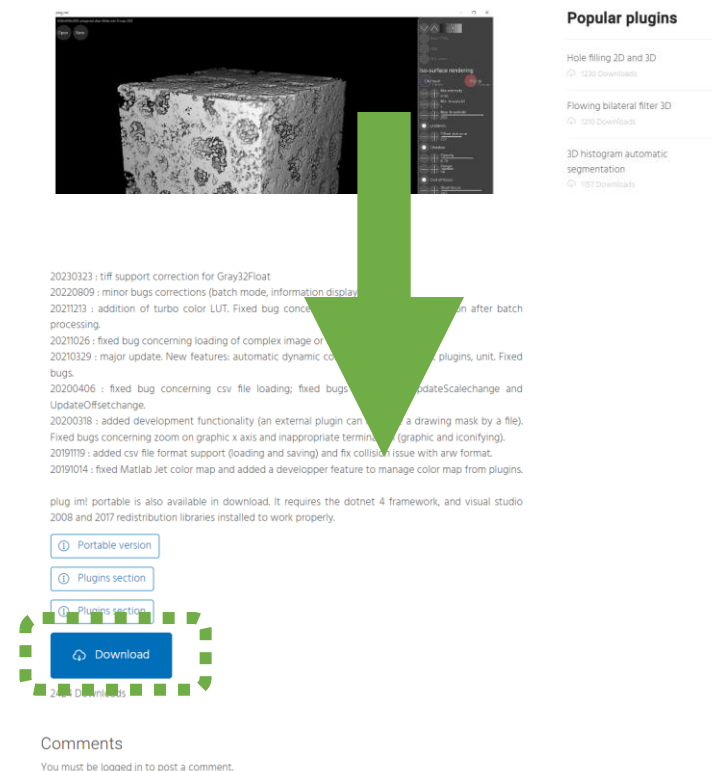 Open
Save
Iso-surface rendering
Popular plugins
Hole filling 2D and 3D
1230 Downloads
Flowing bilateral filter 3D
1210 Downloads
3D histogram automatic
segmentation
1157 Downloads
20230323 : tiff support correction for Gray32Float
20220809 : minor bugs corrections (batch mode, information display
20211213 : addition of turbo color LUT. Fixed bug after batch
processing.
20211026 : fixed bug concerning loading of complex image or
20210329 : major update. New features: automatic dynamic plugins, unit. Fixed
bugs.
20200406 : fixed bug concerning csv file loading; fixed bugs and
UpdateOffsetchange.
20200318 : added development functionality (an external plugin can a drawing mask by a file).
Fixed bugs concerning zoom on graphic x axis and inappropriate (graphic and iconifying).
20191119 : added csv file format support (loading and saving) and fix collision issue with arw format.
20191014 : fixed Matlab Jet color map and added a developper feature to manage color map from plugins.
plug im! portable is also available in download. It requires the dotnet 4 framework, and visual studio
2008 and 2017 redistribution libraries installed to work properly.
Portable version
Plugins section
Plugins section
Download
Downloads
Comments
You must be logged in to post a comment.